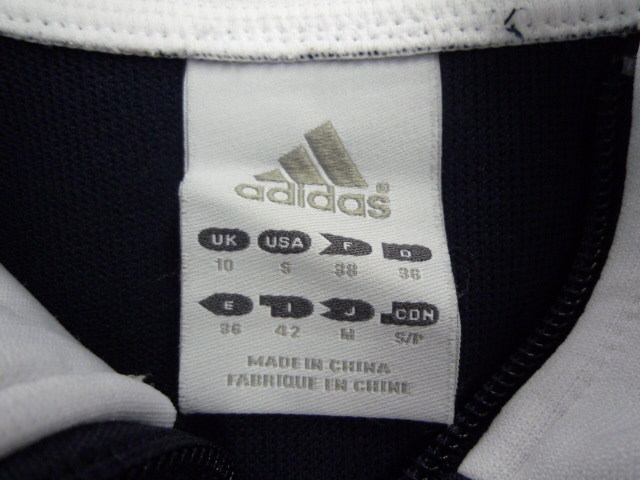 adidas®
UK USA F D
10 S 38 36
E I J CDN
36 42 M S/P
MADE IN CHINA
FABRIQUE EN CHINE